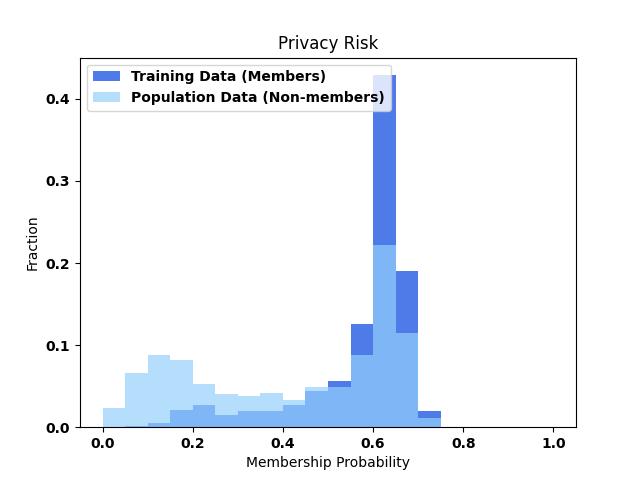 Privacy Risk
Training Data (Members)
Population Data (Non-members)
Fraction
0.4
0.3
0.2
0.1
0.0
0.0 0.2 0.4 0.6 0.8 1.0
Membership Probability